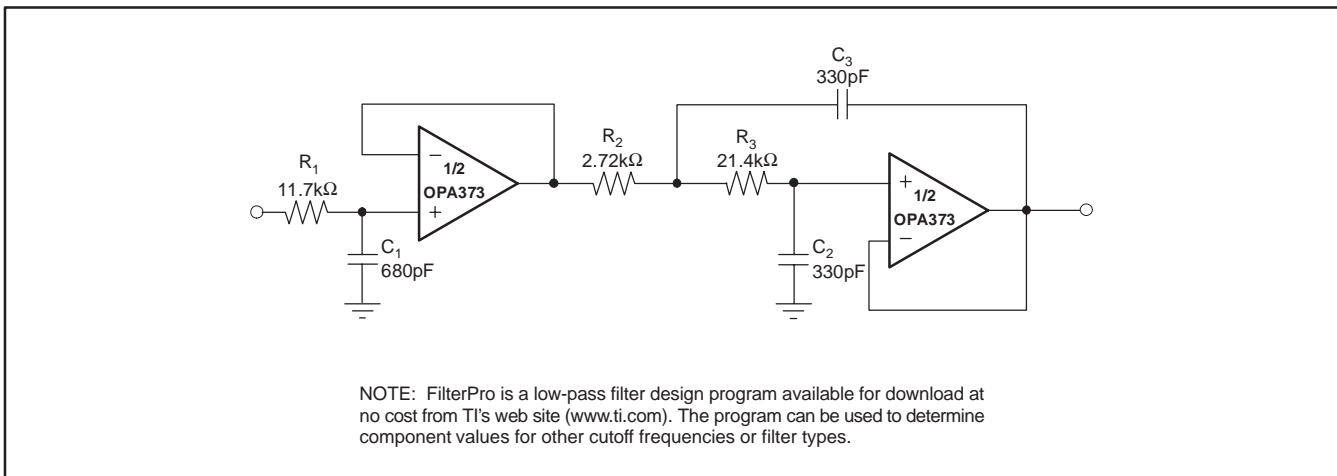 C3
330pF
R1
11.7kΩ
−
1/2
OPA373
+
R2
2.72kΩ
R3
21.4kΩ
+
1/2
OPA373
−
C1
680pF
C2
330pF
NOTE: FilterPro is a low-pass filter design program available for download at
no cost from TI's web site (www.ti.com). The program can be used to determine
component values for other cutoff frequencies or filter types.